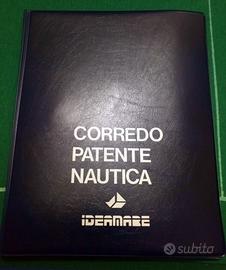 CORREDO
PATENTE
NAUTICA
IDEAMARE
subito